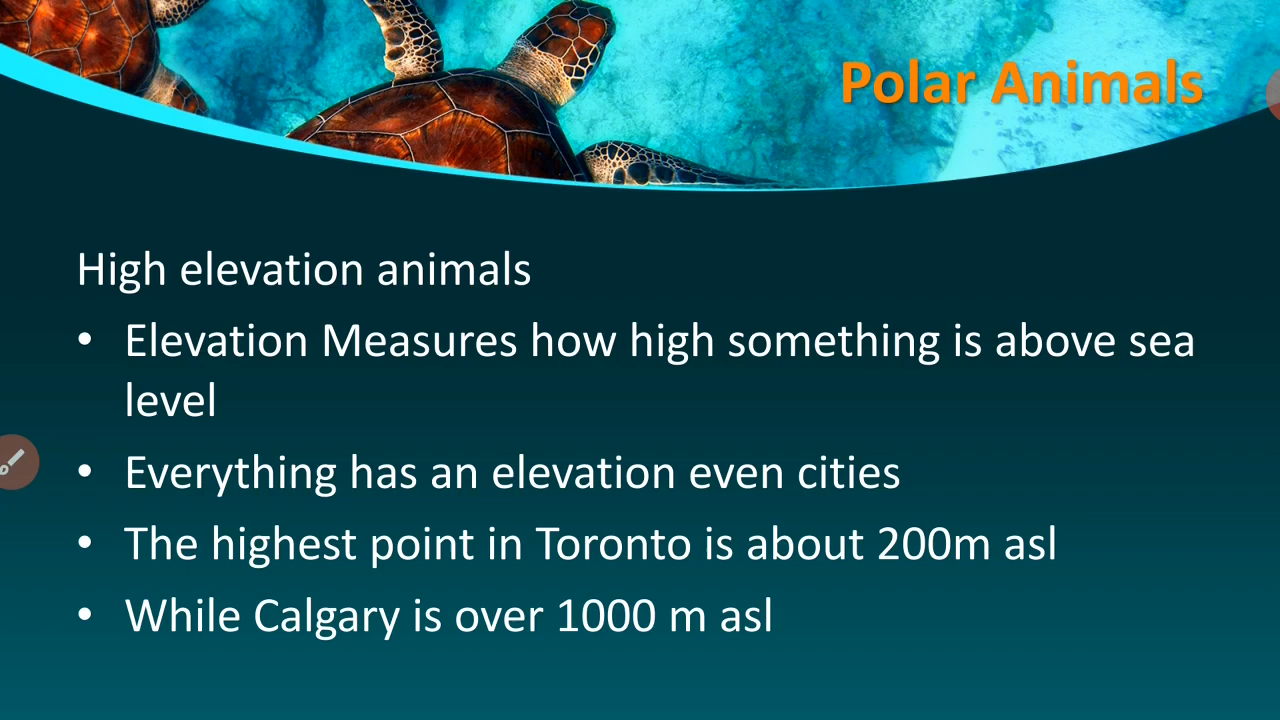 Polar Animals
High elevation animals
• Elevation Measures how high something is above sea
level
• Everything has an elevation even cities
• The highest point in Toronto is about 200m asl
• While Calgary is over 1000 m asl